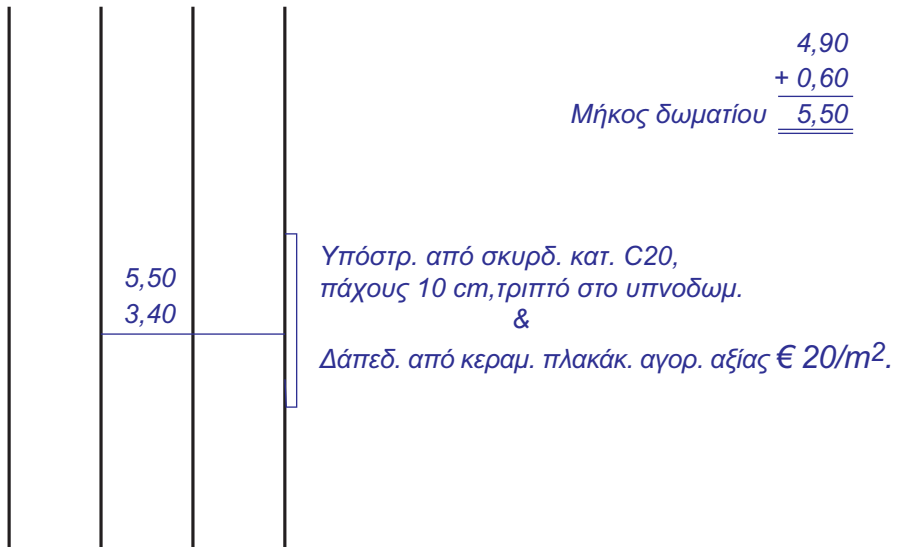 4,90
+ 0,60
Μήκος δωματίου 5,50
5,50
3,40
Υπόστρ. από σκυρδ. κατ. C20,
πάχους 10 cm,τριπτό στο υπνοδωμ.
&
Δάπεδ. από κεραμ. πλακάκ. αγορ. αξίας € 20/m².